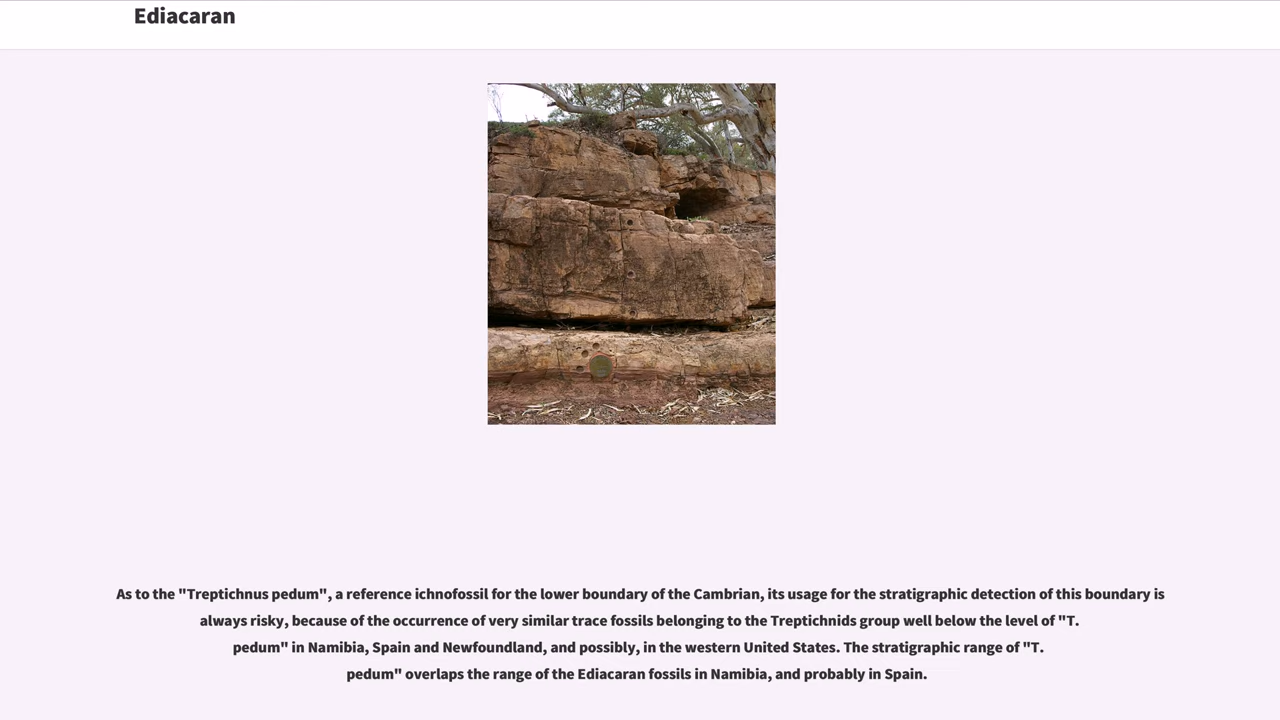 Ediacaran
As to the "Treptichnus pedum", a reference ichnofossil for the lower boundary of the Cambrian, its usage for the stratigraphic detection of this boundary is
always risky, because of the occurrence of very similar trace fossils belonging to the Treptichnids group well below the level of "T.
pedum" in Namibia, Spain and Newfoundland, and possibly, in the western United States. The stratigraphic range of "T.
pedum" overlaps the range of the Ediacaran fossils in Namibia, and probably in Spain.